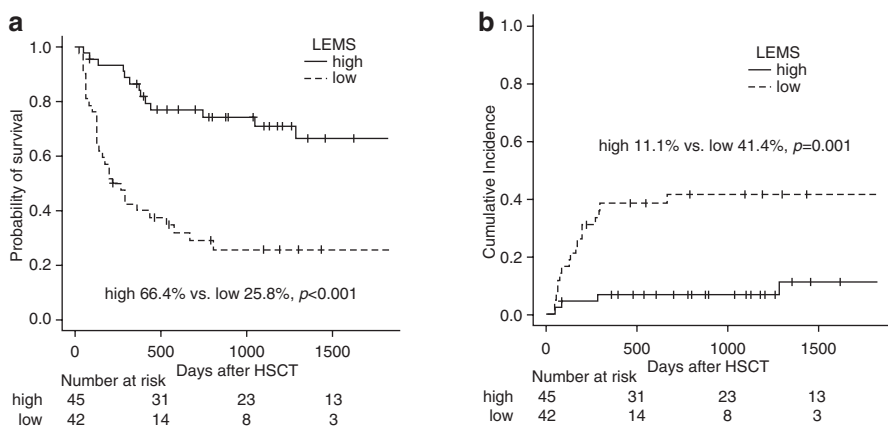 a
LEMS
high
low
Probability of survival
1.0
0.8
0.6
0.4
0.2
0.0
high 66.4% vs. low 25.8%, p<0.001
0 500 1000 1500
Days after HSCT
Number at risk
high 45 31 23 13
low 42 14 8 3
b
LEMS
high
low
Cumulative Incidence
1.0
0.8
0.6
0.4
0.2
0.0
high 11.1% vs. low 41.4%, p=0.001
0 500 1000 1500
Days after HSCT
Number at risk
high 45 31 23 13
low 42 14 8 3